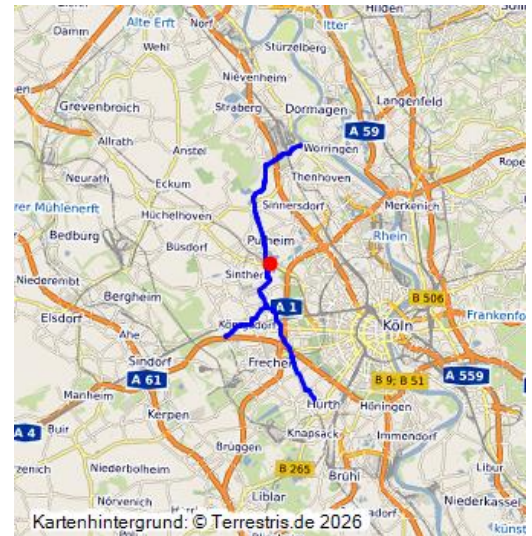 Hilden
Itter
Alte Erft
Norf
Damm
Wehl
Stürzelberg
Nievenheim
Grevenbroich
Straberg
Dormagen
Langenfeld
A 59
Allrath
Anstel
Worringen
Rope
Neurath
Thenhoven
Eckum
Sinnersdorf
Merkenich
rer Mühlenerft
Hüchelhoven
Bedburg
Rhein
Büsdorf
Pulheim
Niederembt
Sinther
Bergheim
A 1
B 506
Elsdorf
Köln
Frankenfo
Ahe
Königsdorf
Sindorf
Frechen
A 61
B 9; B 51
A 559
Manheim
Hürth
Höningen
Buir
Kerpen
A 4
Knapsack
Immendorf
Brüggen
Niederbolheim
B 265
Libur
Brühl
Liblar
Niederkassel
Nörvenich
Kartenhintergrund: © Terrestris.de 2026